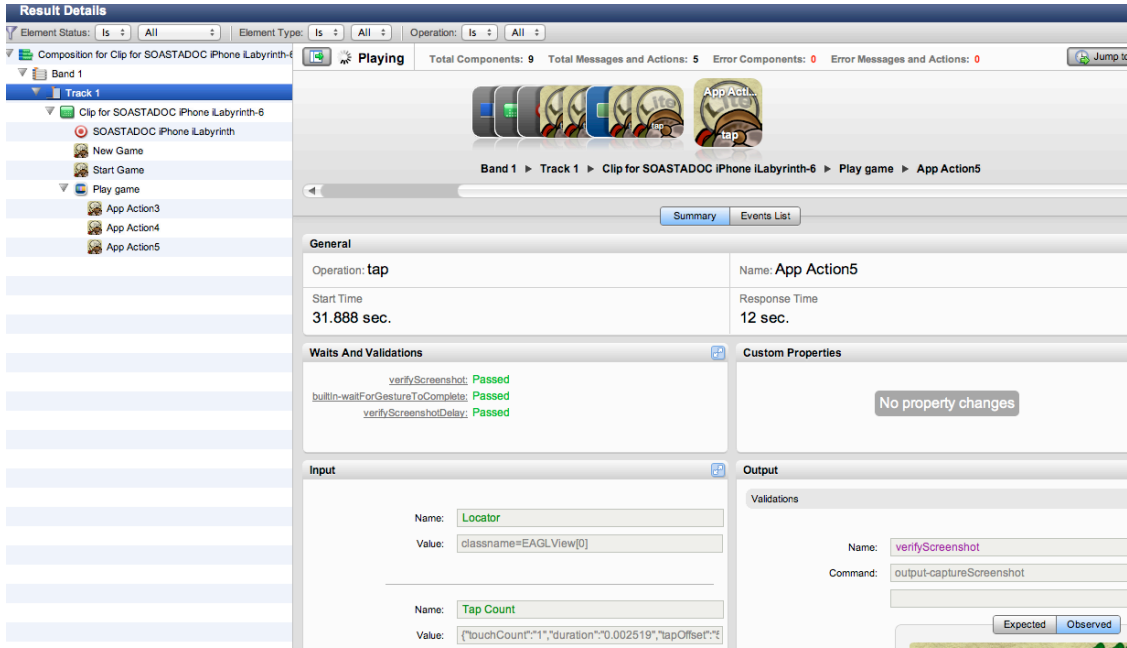 Result Details
Element Status: Is All Element Type: Is All Operation: Is All
Composition for Clip for SOASTADOC iPhone iLabyrinth-6
Band 1
Track 1
Clip for SOASTADOC iPhone iLabyrinth-6
SOASTADOC iPhone iLabyrinth
New Game
Start Game
Play game
App Action3
App Action4
App Action5
Playing Total Components: 9 Total Messages and Actions: 5 Error Components: 0 Error Messages and Actions: 0 Jump to
App Acti...
Lite
tap
tap
Band 1 ▶ Track 1 ▶ Clip for SOASTADOC iPhone iLabyrinth-6 ▶ Play game ▶ App Action5
Summary Events List
General
Operation: tap Name: App Action5
Start Time Response Time
31.888 sec. 12 sec.
Waits And Validations Custom Properties
verifyScreenshot: Passed
builtin-waitForGestureToComplete: Passed
verifyScreenshotDelay: Passed
No property changes
Input Output
Validations
Name: Locator
Value: classname=EAGLView[0]
Name: verifyScreenshot
Command: output-captureScreenshot
Name: Tap Count
Value: {"touchCount":"1","duration":"0.002519","tapOffset":"
Expected Observed